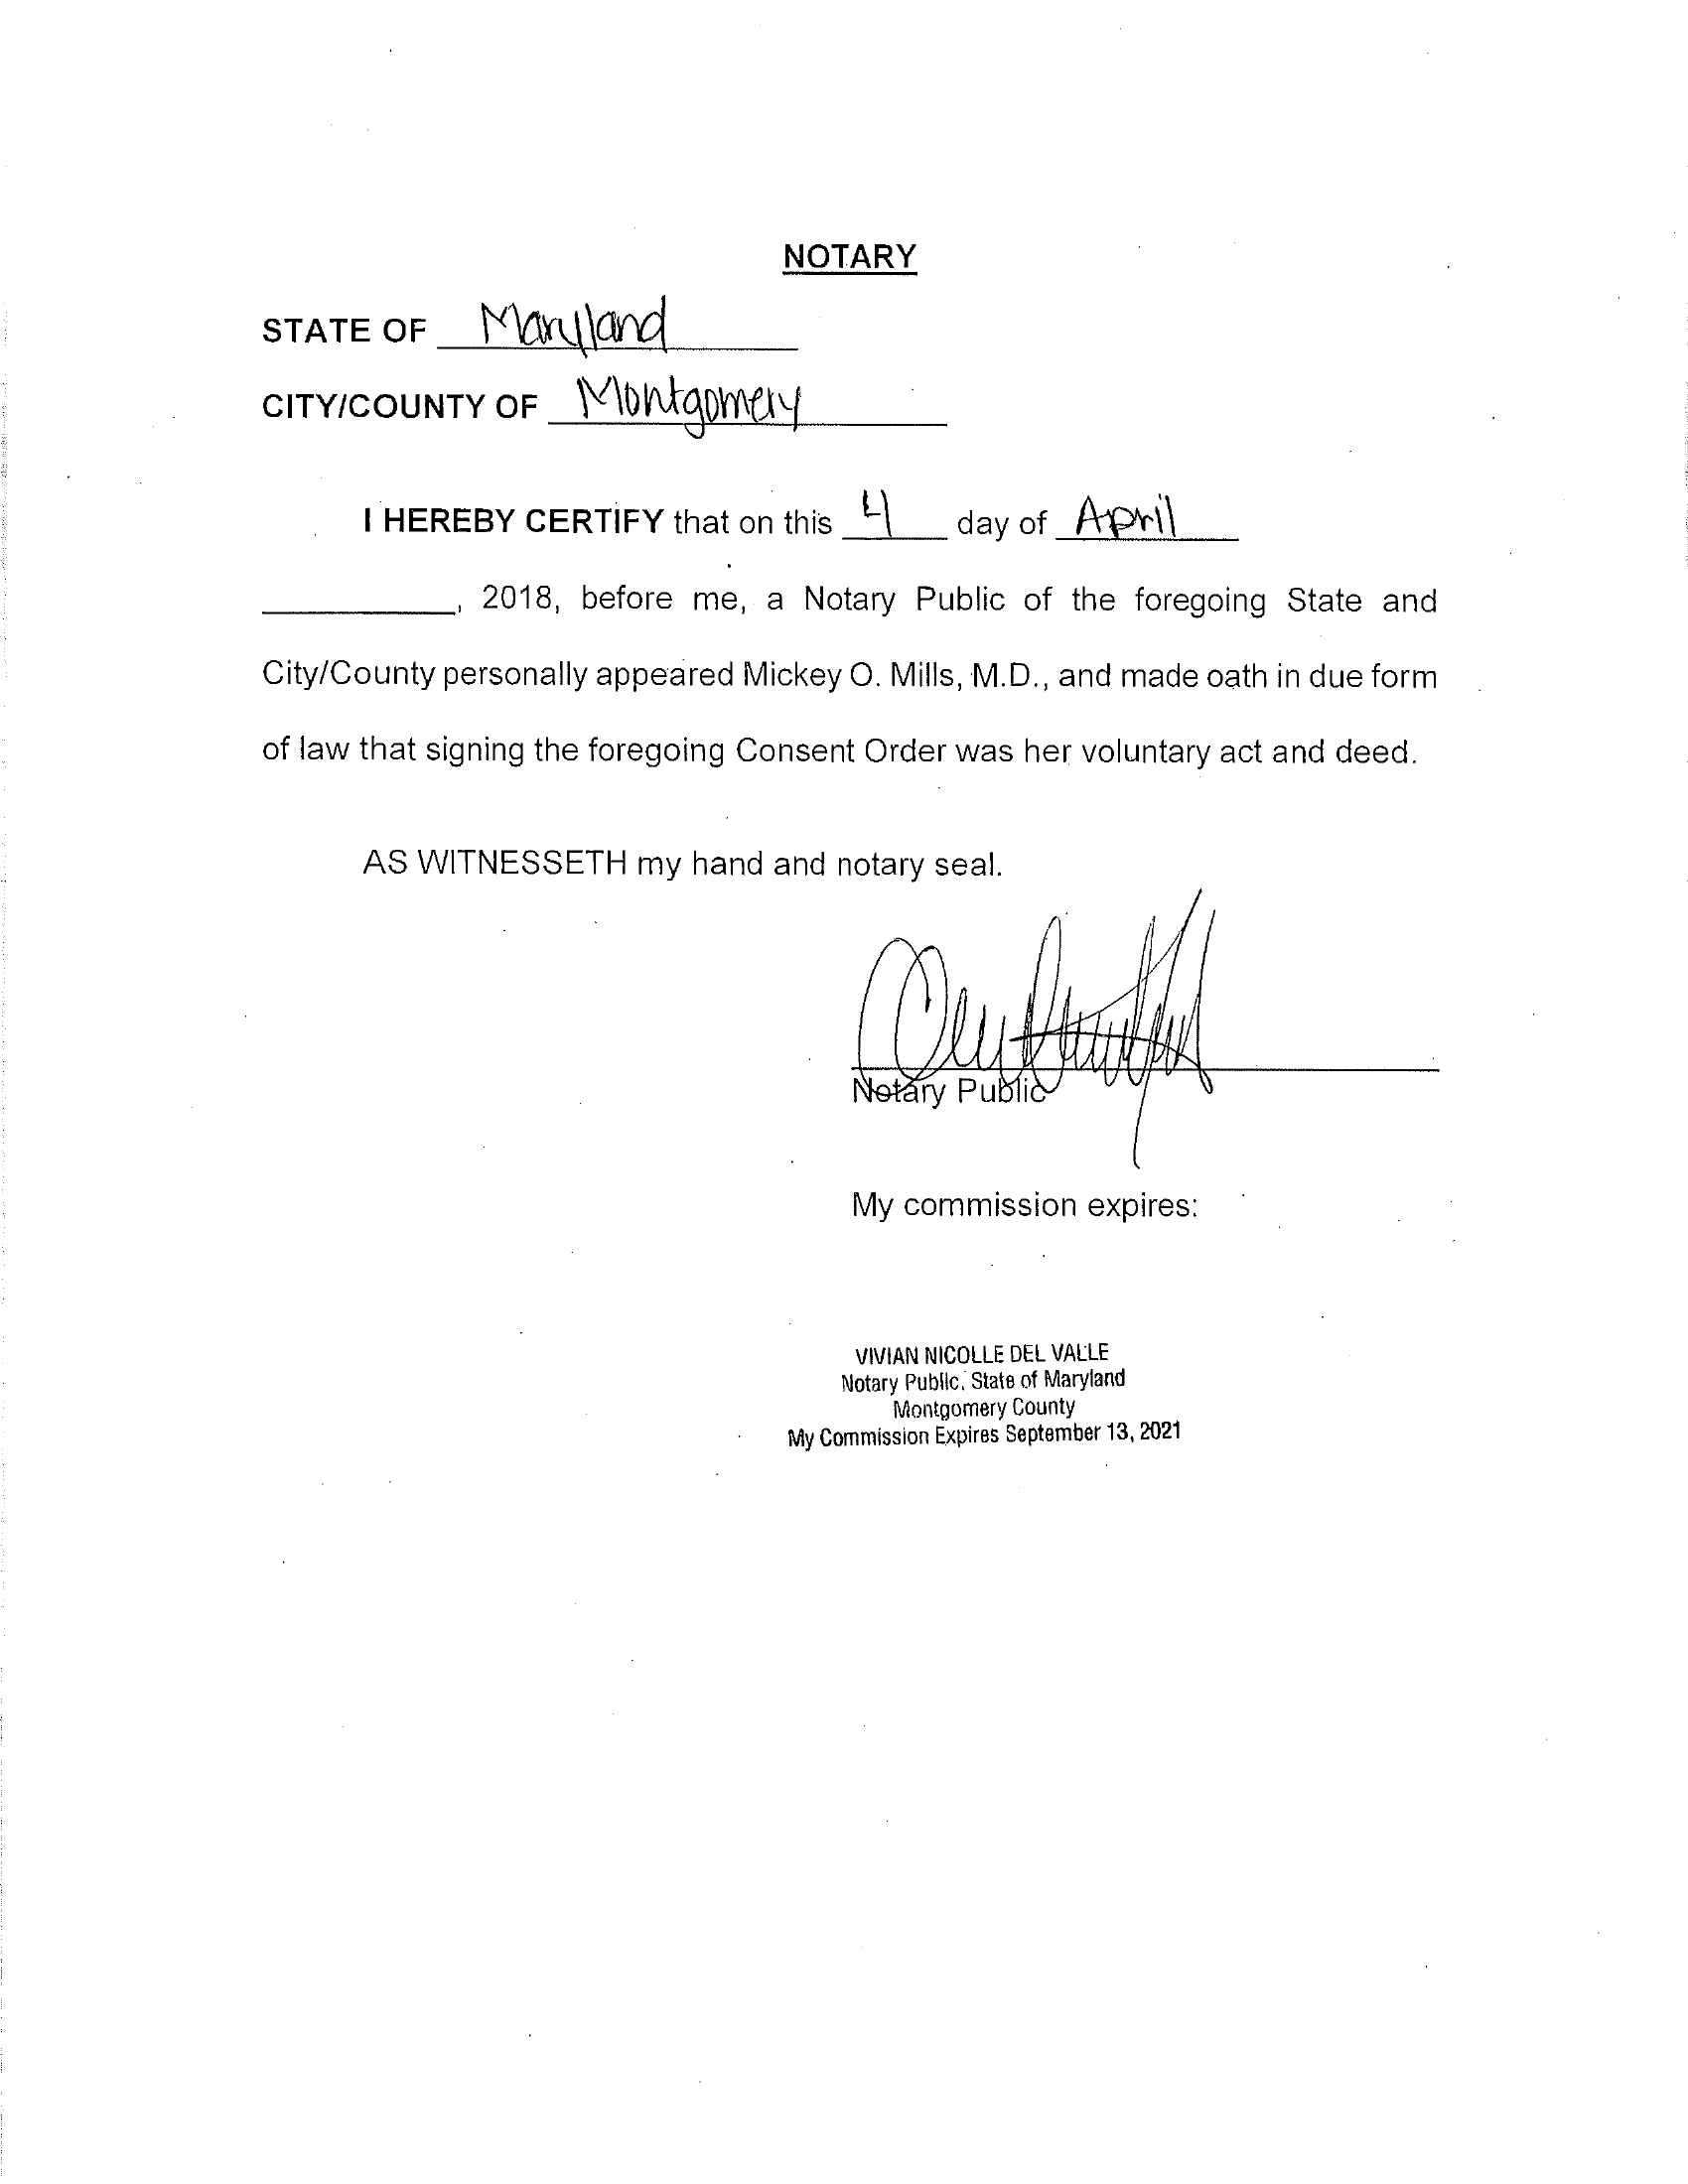 NOTARY
STATE OF Maryland
CITY/COUNTY OF Montgomery
I HEREBY CERTIFY that on this 4 day of April
__________, 2018, before me, a Notary Public of the foregoing State and
City/County personally appeared Mickey O. Mills, M.D., and made oath in due form
of law that signing the foregoing Consent Order was her voluntary act and deed.
AS WITNESSETH my hand and notary seal.
Notary Public
My commission expires:
VIVIAN NICOLLE DEL VALLE
Notary Public, State of Maryland
Montgomery County
My Commission Expires September 13, 2021